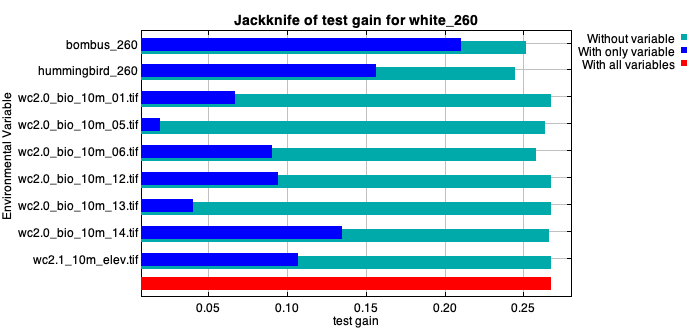 Jackknife of test gain for white_260
Without variable
With only variable
With all variables
Environmental Variable
bombus_260
hummingbird_260
wc2.0_bio_10m_01.tif
wc2.0_bio_10m_05.tif
wc2.0_bio_10m_06.tif
wc2.0_bio_10m_12.tif
wc2.0_bio_10m_13.tif
wc2.0_bio_10m_14.tif
wc2.1_10m_elev.tif
0.05 0.10 0.15 0.20 0.25
test gain